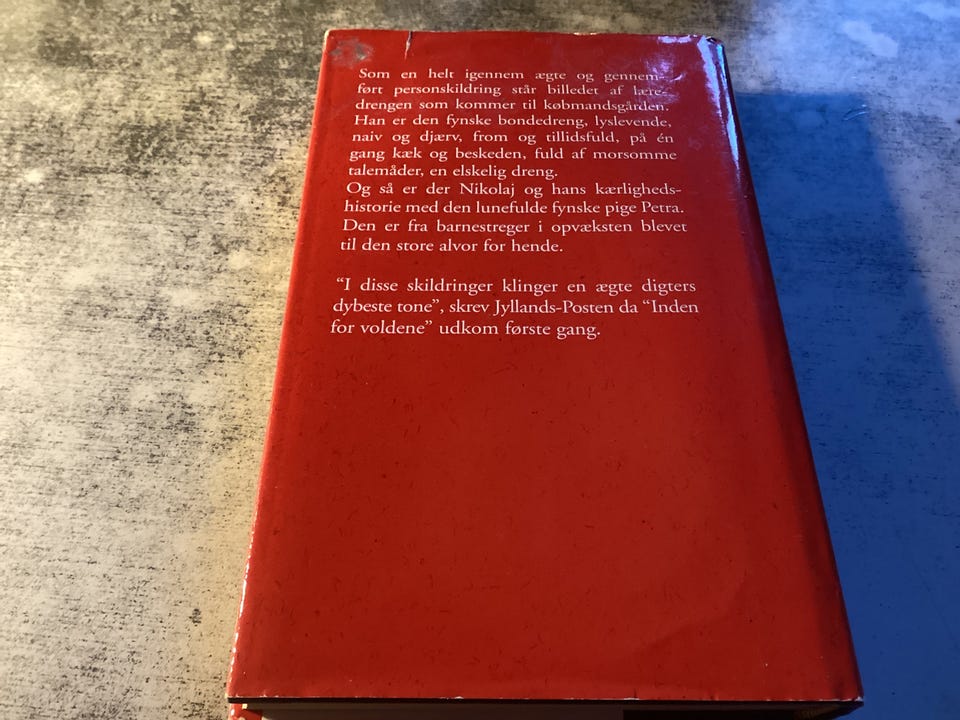 Som en helt igennem ægte og gennem-
ført personskildring står billedet af lære-
drengen som kommer til købmandsgården.
Han er den fynske bondedreng, lyslevende,
naiv og djærv, from og tillidsfuld, på én
gang kæk og beskeden, fuld af morsomme
talemåder, en elskelig dreng.
Og så er der Nikolaj og hans kærligheds-
historie med den lunefulde fynske pige Petra.
Den er fra barnestreger i opvæksten blevet
til den store alvor for hende.
“I disse skildringer klinger en ægte digters
dybeste tone”, skrev Jyllands-Posten da “Inden
for voldene” udkom første gang.